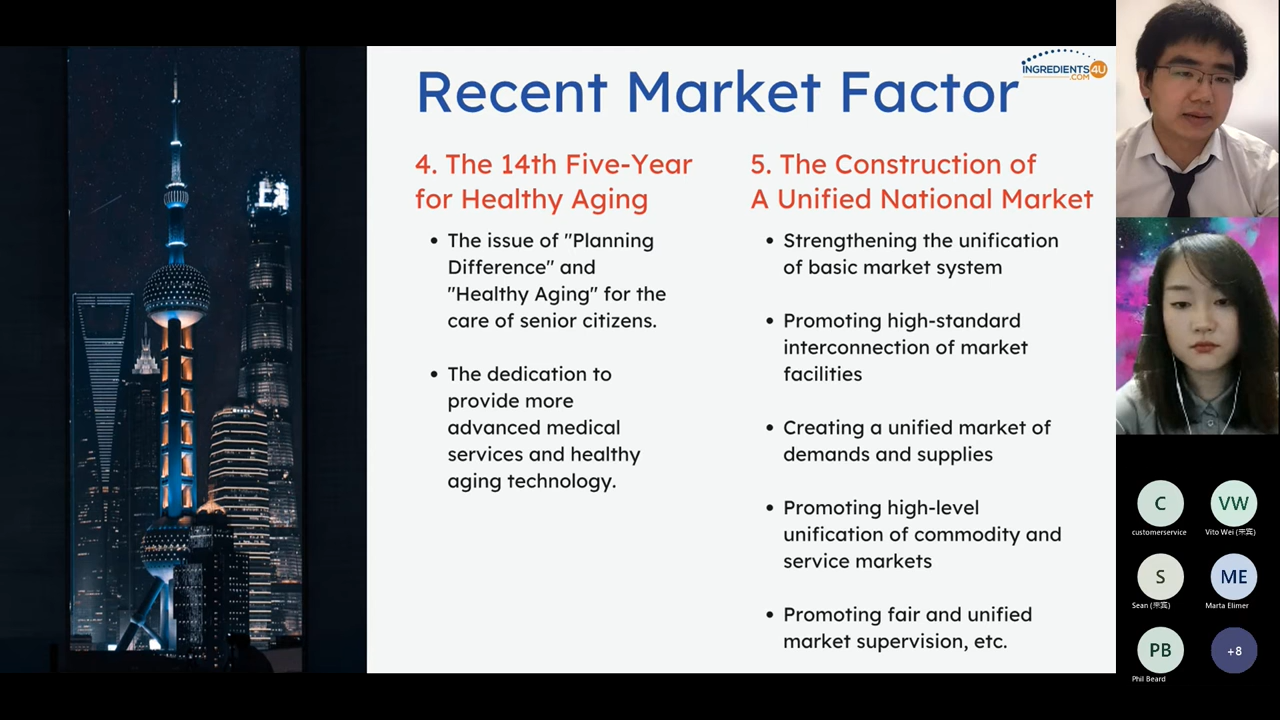 Recent Market Factor
INGREDIENTS4U
.COM
4. The 14th Five-Year
for Healthy Aging
• The issue of "Planning
Difference" and
"Healthy Aging" for the
care of senior citizens.
• The dedication to
provide more
advanced medical
services and healthy
aging technology.
5. The Construction of
A Unified National Market
• Strengthening the unification
of basic market system
• Promoting high-standard
interconnection of market
facilities
• Creating a unified market of
demands and supplies
• Promoting high-level
unification of commodity and
service markets
• Promoting fair and unified
market supervision, etc.
C
customerservice
VW
Vito Wei (来宾)
S
Sean (来宾)
ME
Marta Elimer
PB
Phil Beard
+8